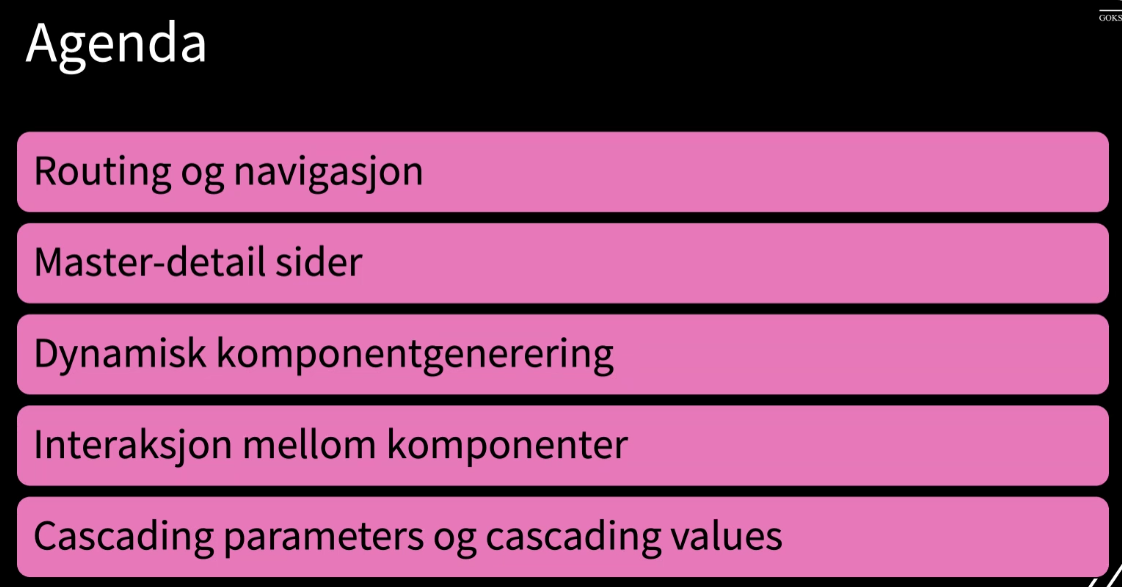 Agenda
Routing og navigasjon
Master-detail sider
Dynamisk komponentgenerering
Interaksjon mellom komponenter
Cascading parameters og cascading values